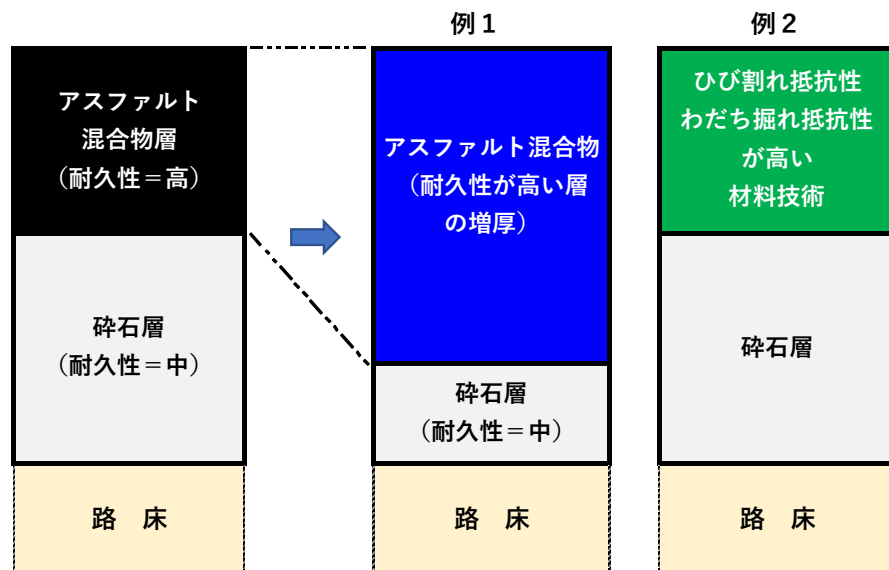 例１
例２
アスファルト
混合物層
（耐久性＝高）
砕石層
（耐久性＝中）
路　床
アスファルト混合物
（耐久性が高い層
の増厚）
砕石層
（耐久性＝中）
路　床
ひび割れ抵抗性
わだち掘れ抵抗性
が高い
材料技術
砕石層
路　床